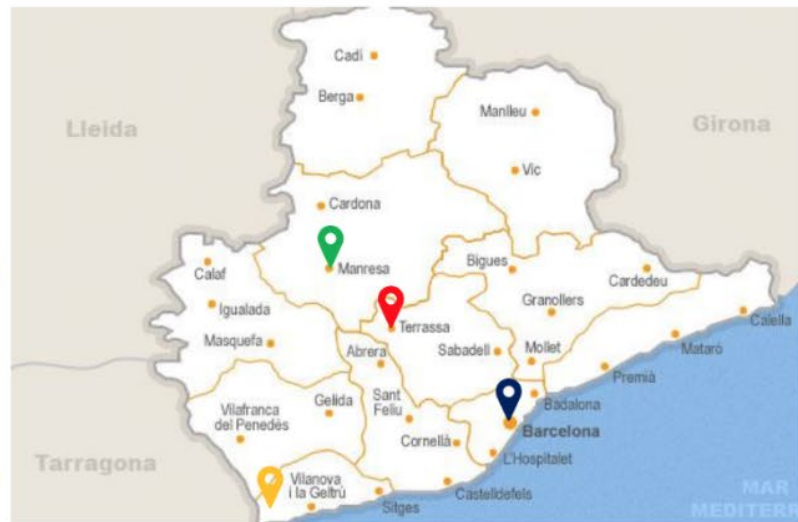 Cadí
Berga
Manlleu
Lleida
Girona
Vic
Cardona
Manresa
Calaf
Bigues
Cardedeu
Igualada
Granollers
Terrassa
Calella
Masquefa
Abrera
Sabadell
Mollet
Mataró
Premià
Vilafranca
del Penedès
Gelida
Sant
Feliu
Badalona
Barcelona
Cornellà
L'Hospitalet
Tarragona
Vilanova
i la Geltrú
Sitges
Castelldefels
MAR
MEDITERR